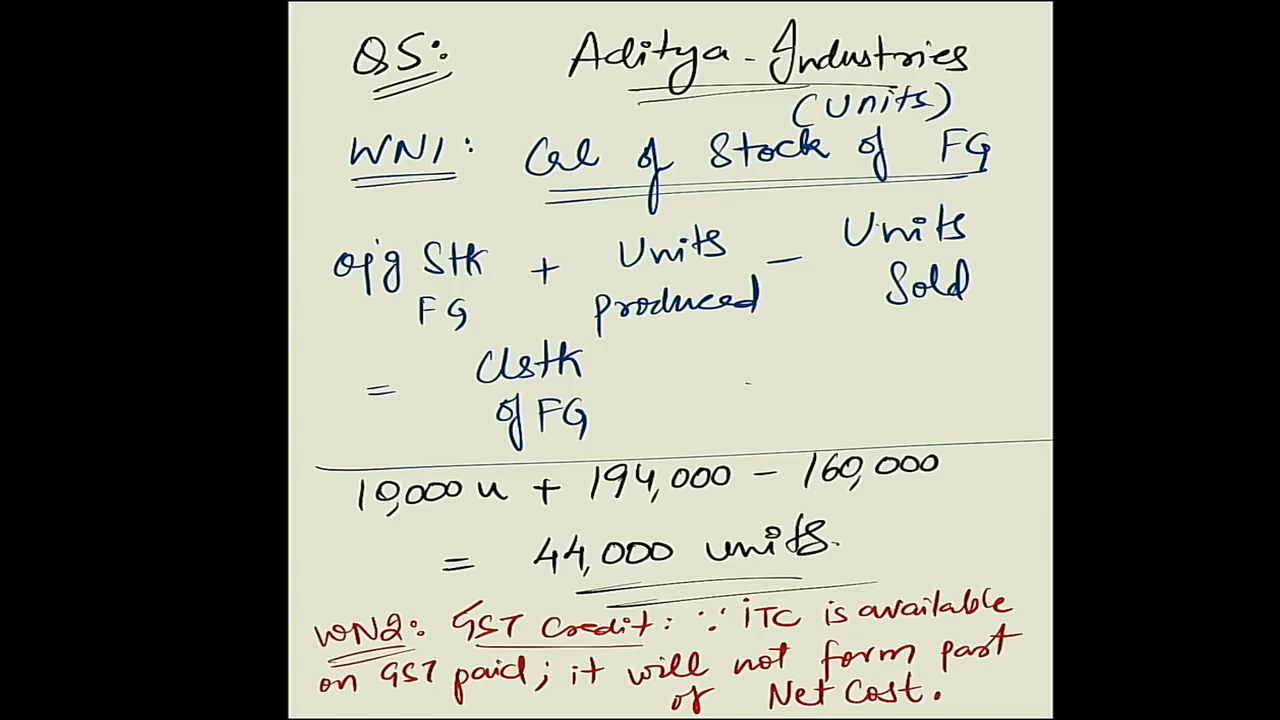 Q5: Aditya - Industries
(Units)
WN1: Cal of Stock of FG
op'g Stk + Units - Units
FG produced Sold
= Clstk
of FG
10,000 u + 194,000 - 160,000
= 44,000 units.
WN2: GST Credit: ∵ ITC is available
on GST paid; it will not form part
of Net Cost.